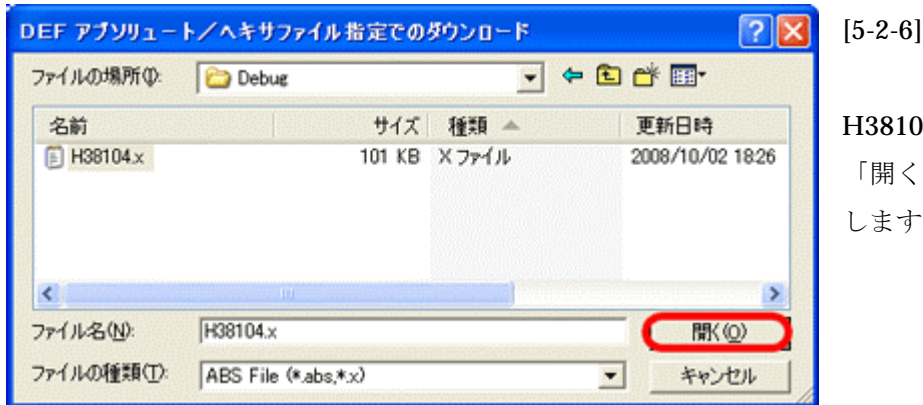 DEF アブソリュート/ヘキサファイル指定でのダウンロード
[5-2-6]
ファイルの場所(I):
Debug
名前 サイズ 種類 更新日時
H38104.x 101 KB X ファイル 2008/10/02 18:26
H3810
「開く
します
ファイル名(N): H38104.x 開く(O)
ファイルの種類(T): ABS File (*.abs,*.x) キャンセル